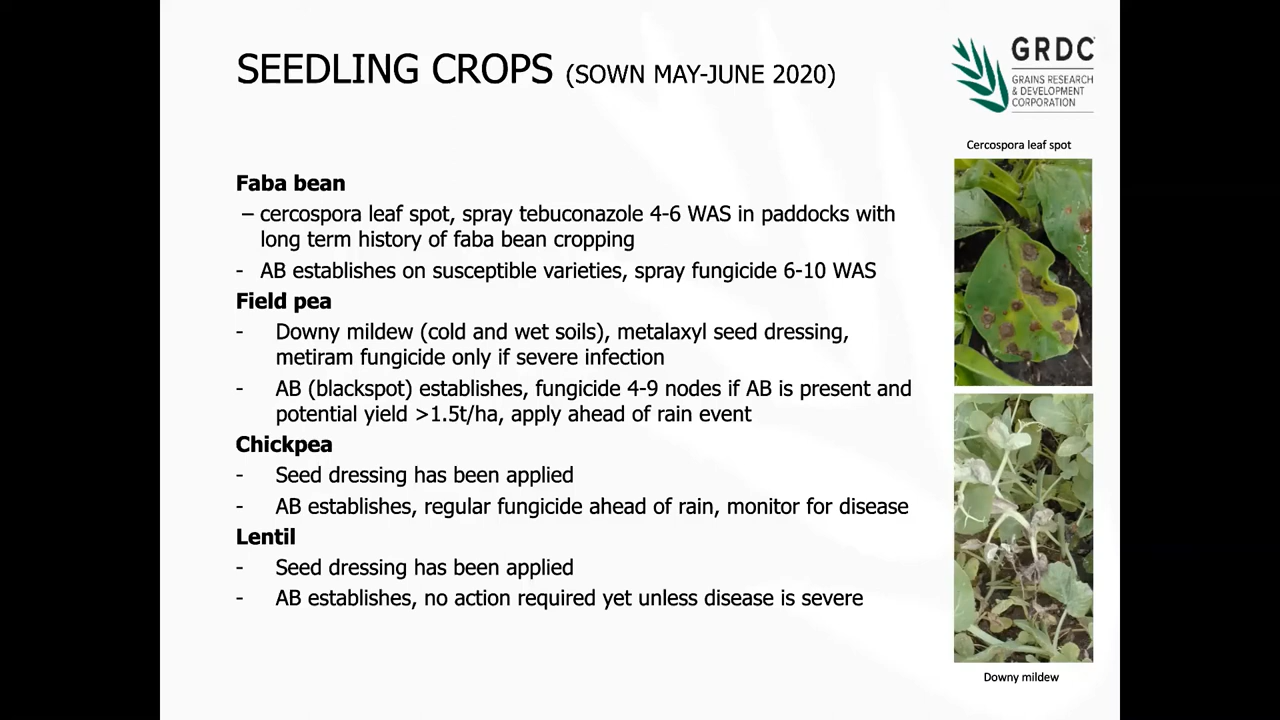 SEEDLING CROPS (SOWN MAY-JUNE 2020)
GRDC
GRAINS RESEARCH
& DEVELOPMENT
CORPORATION
Cercospora leaf spot
Faba bean
– cercospora leaf spot, spray tebuconazole 4-6 WAS in paddocks with
long term history of faba bean cropping
- AB establishes on susceptible varieties, spray fungicide 6-10 WAS
Field pea
- Downy mildew (cold and wet soils), metalaxyl seed dressing,
metiram fungicide only if severe infection
- AB (blackspot) establishes, fungicide 4-9 nodes if AB is present and
potential yield >1.5t/ha, apply ahead of rain event
Chickpea
- Seed dressing has been applied
- AB establishes, regular fungicide ahead of rain, monitor for disease
Lentil
- Seed dressing has been applied
- AB establishes, no action required yet unless disease is severe
Downy mildew